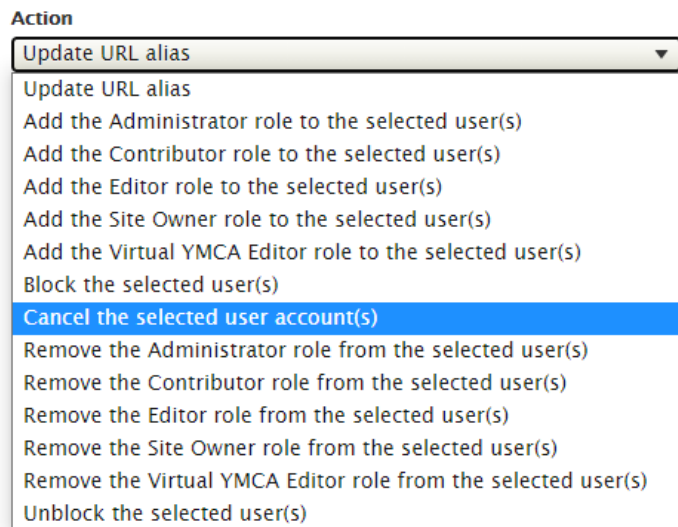 Action
Update URL alias
Update URL alias
Add the Administrator role to the selected user(s)
Add the Contributor role to the selected user(s)
Add the Editor role to the selected user(s)
Add the Site Owner role to the selected user(s)
Add the Virtual YMCA Editor role to the selected user(s)
Block the selected user(s)
Cancel the selected user account(s)
Remove the Administrator role from the selected user(s)
Remove the Contributor role from the selected user(s)
Remove the Editor role from the selected user(s)
Remove the Site Owner role from the selected user(s)
Remove the Virtual YMCA Editor role from the selected user(s)
Unblock the selected user(s)